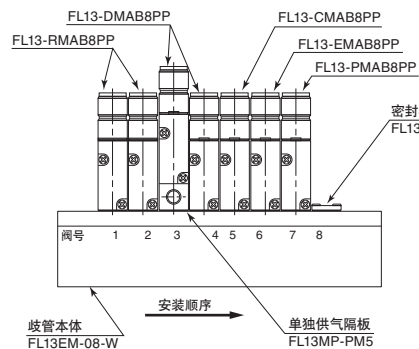 FL13-DMAB8PP
FL13-CMAB8PP
FL13-RMAB8PP
FL13-EMAB8PP
FL13-PMAB8PP
密封
FL13
阀号 1 2 3 4 5 6 7 8
安装顺序
歧管本体
FL13EM-08-W
单独供气隔板
FL13MP-PM5